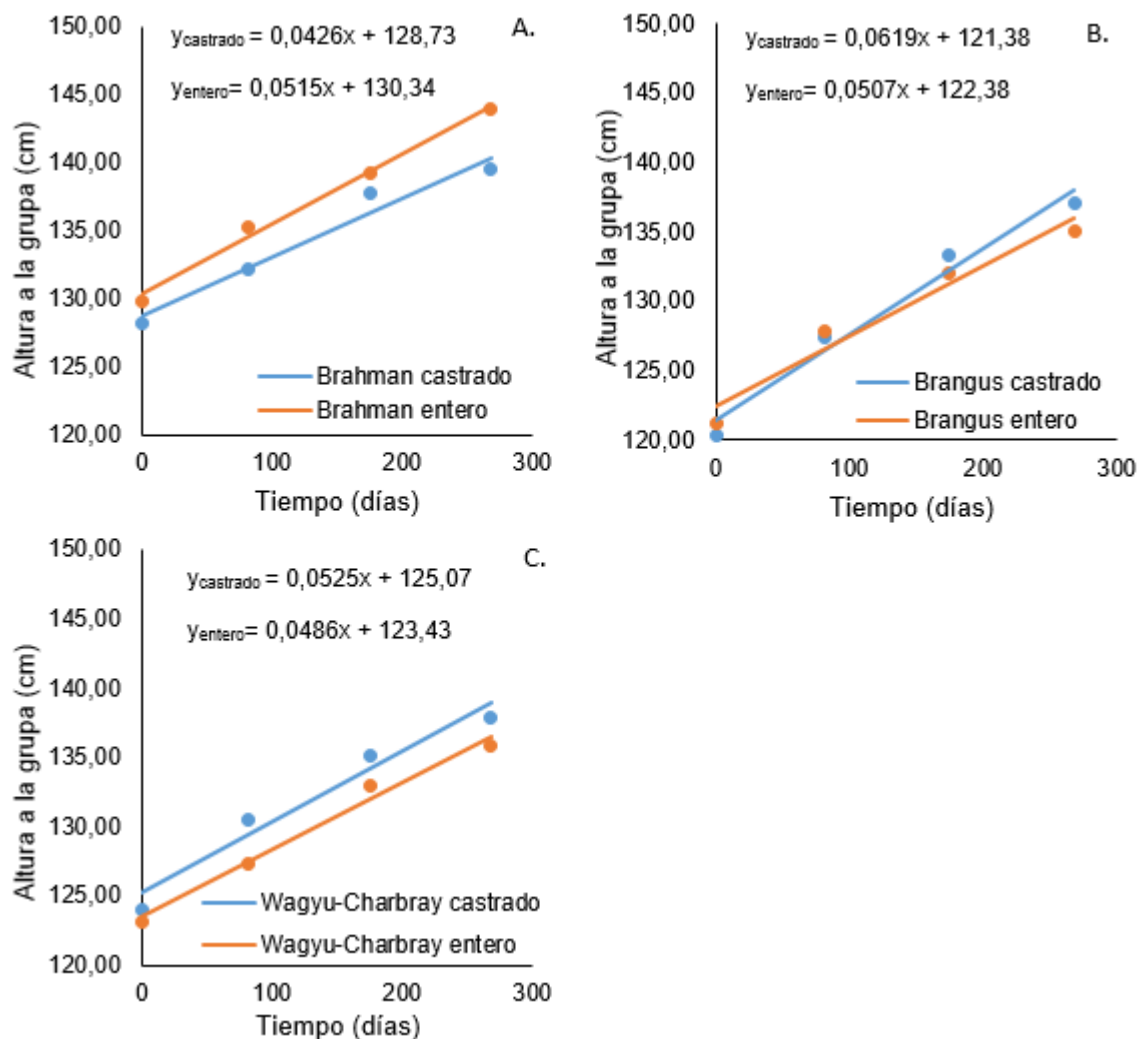 A.
y castrado = 0,0426x + 128,73
y entero= 0,0515x + 130,34
Altura a la grupa (cm)
150,00
145,00
140,00
135,00
130,00
125,00
120,00
Brahman castrado
Brahman entero
0 100 200 300
Tiempo (días)
B.
ycastrado = 0,0619x + 121,38
yentero= 0,0507x + 122,38
Altura a la grupa (cm)
150,00
145,00
140,00
135,00
130,00
125,00
120,00
Brangus castrado
Brangus entero
0 100 200 300
Tiempo (días)
C.
ycastrado = 0,0525x + 125,07
yentero= 0,0486x + 123,43
Altura a la grupa (cm)
150,00
145,00
140,00
135,00
130,00
125,00
120,00
Wagyu-Charbray castrado
Wagyu-Charbray entero
0 100 200 300
Tiempo (días)